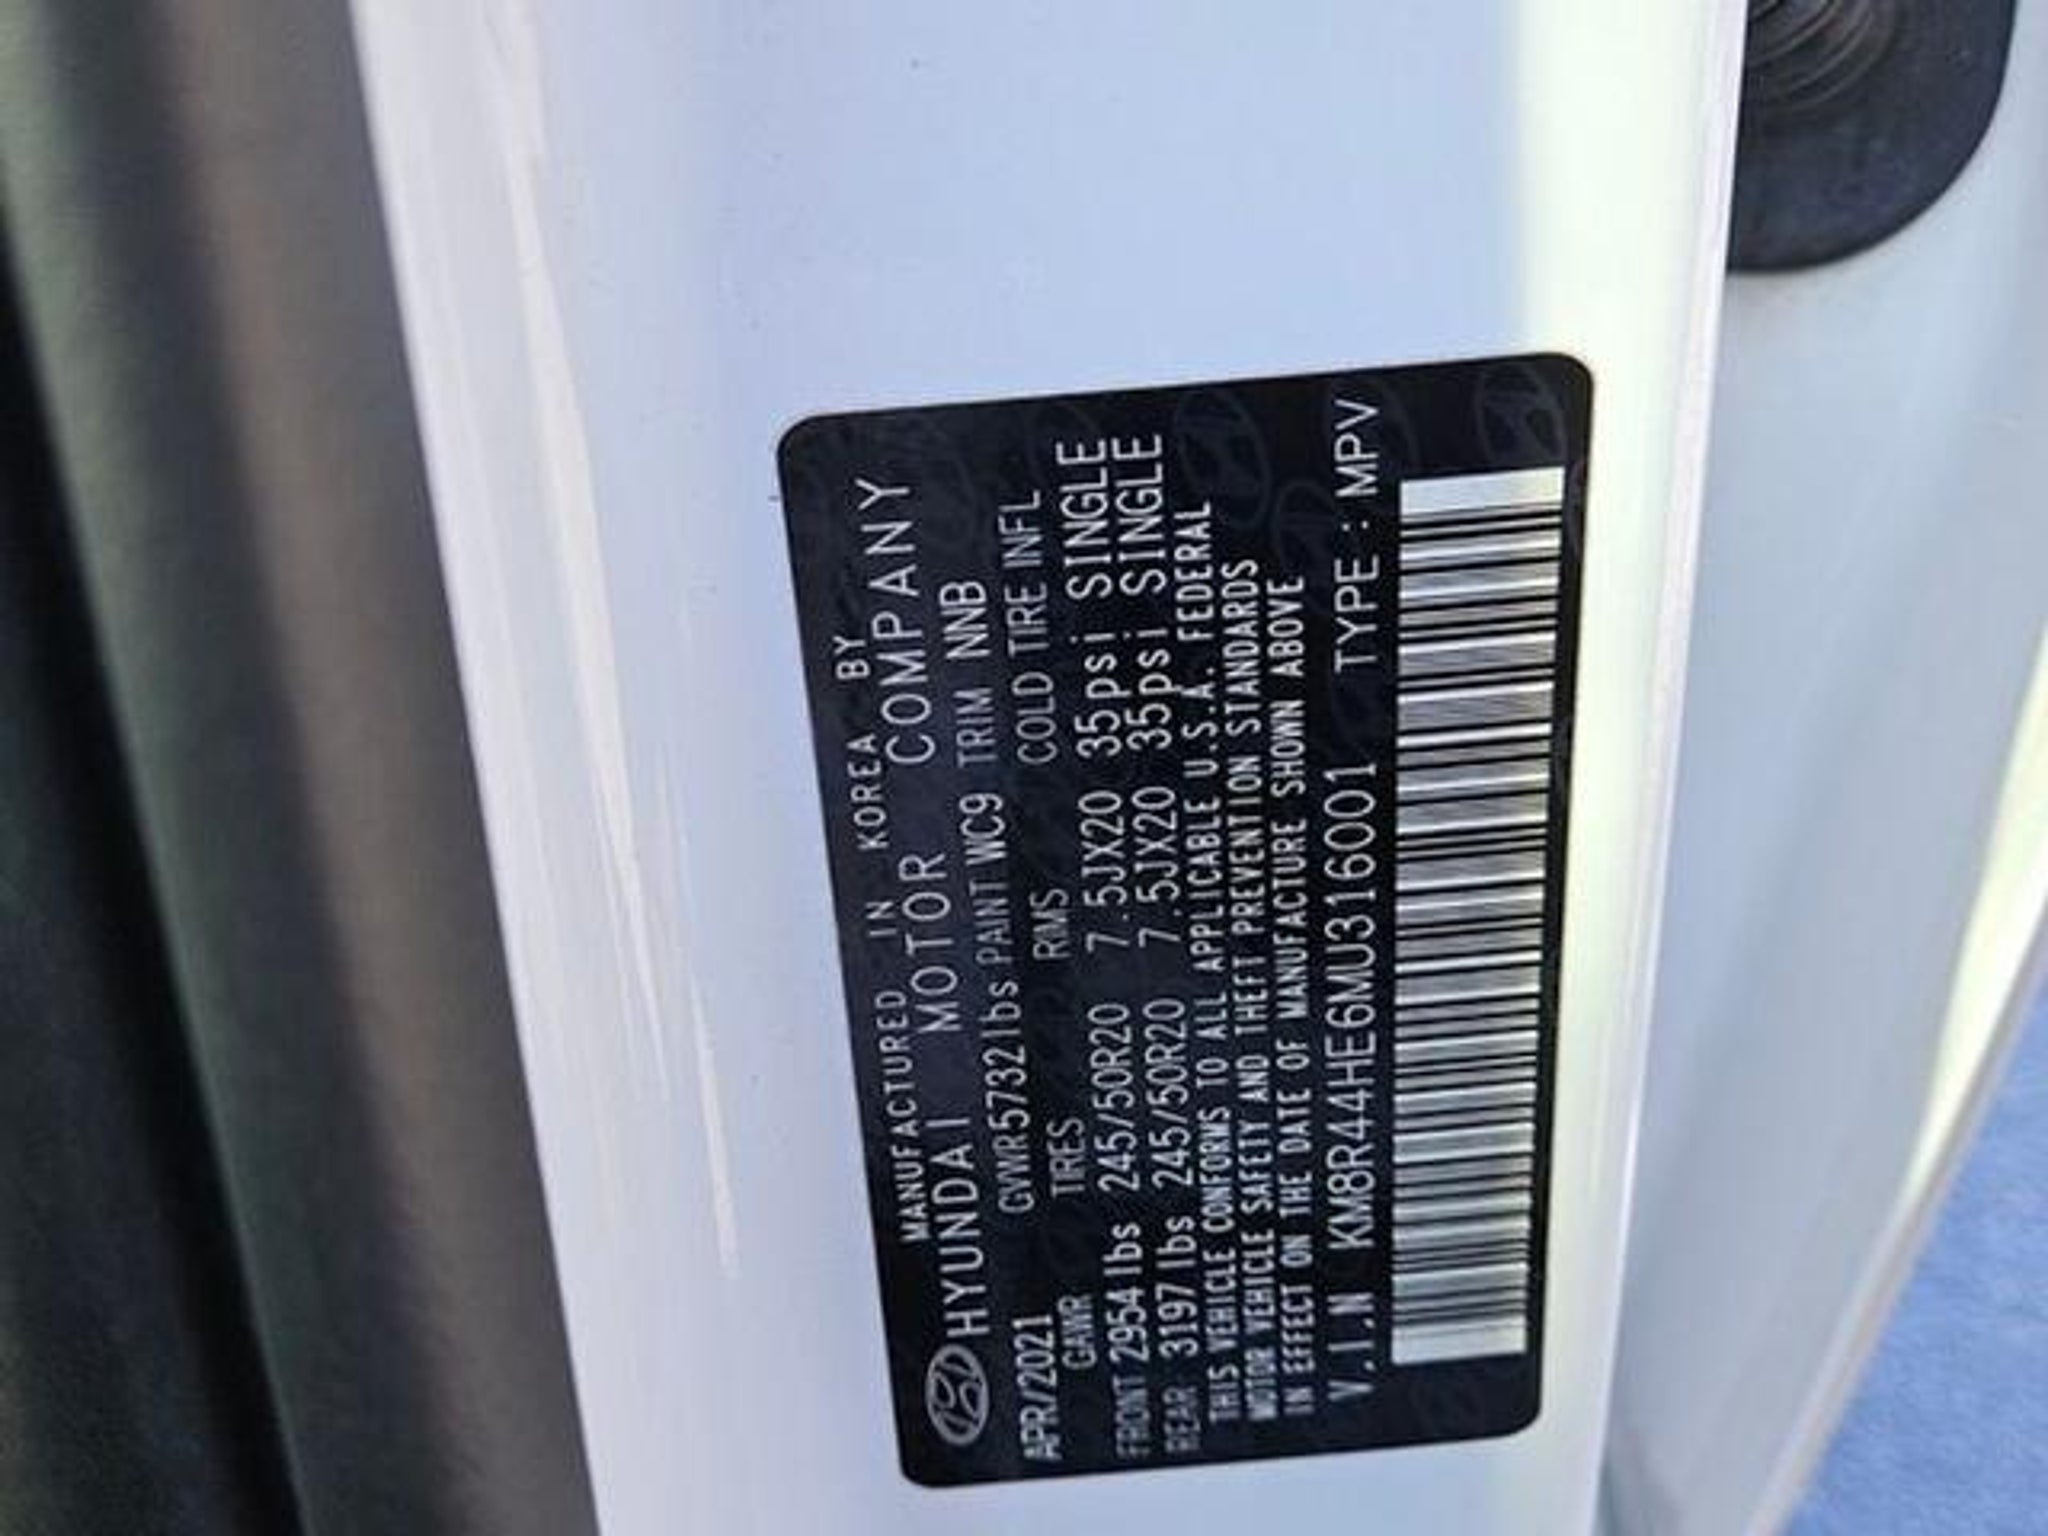 MANUFACTURED IN KOREA BY
HYUNDAI MOTOR COMPANY
APR/2021 GVWR5732lbs PAINT WC9 TRIM NNB
GAWR TIRES RMS COLD TIRE INFL
FRONT 2954lbs 245/50R20 7.5JX20 35psi SINGLE
REAR 3197lbs 245/50R20 7.5JX20 35psi SINGLE
THIS VEHICLE CONFORMS TO ALL APPLICABLE U.S.A. FEDERAL
MOTOR VEHICLE SAFETY AND THEFT PREVENTION STANDARDS
IN EFFECT ON THE DATE OF MANUFACTURE SHOWN ABOVE
V.I.N KM8R44HE6MU316001 TYPE : MPV